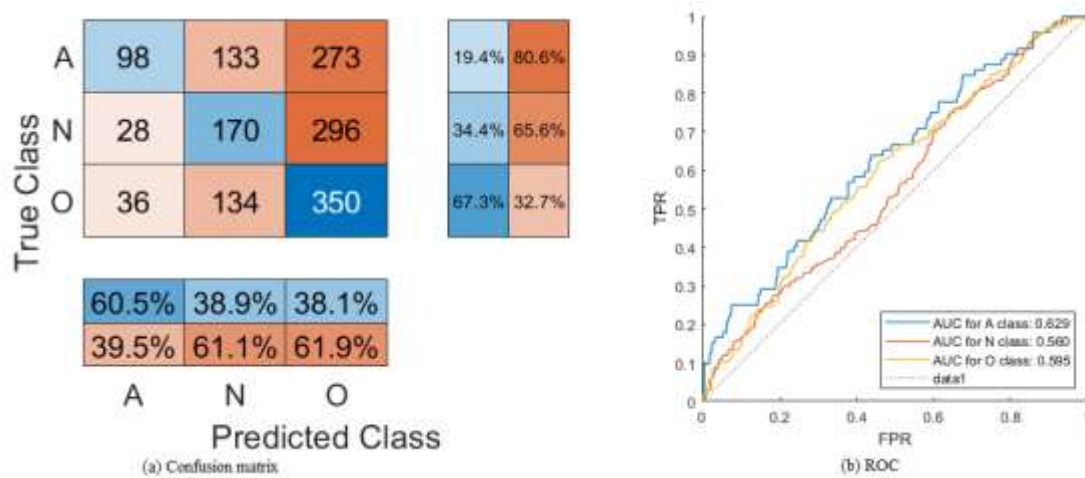 True Class
A 98 133 273 19.4% 80.6%
N 28 170 296 34.4% 65.6%
O 36 134 350 67.3% 32.7%
60.5% 38.9% 38.1%
39.5% 61.1% 61.9%
A N O
Predicted Class
(a) Confusion matrix
TPR
1
0.9
0.8
0.7
0.6
0.5
0.4
0.3
0.2
0.1
0
AUC for A class: 0.629
AUC for N class: 0.560
AUC for O class: 0.595
data1
0 0.2 0.4 0.6 0.8
FPR
(b) ROC